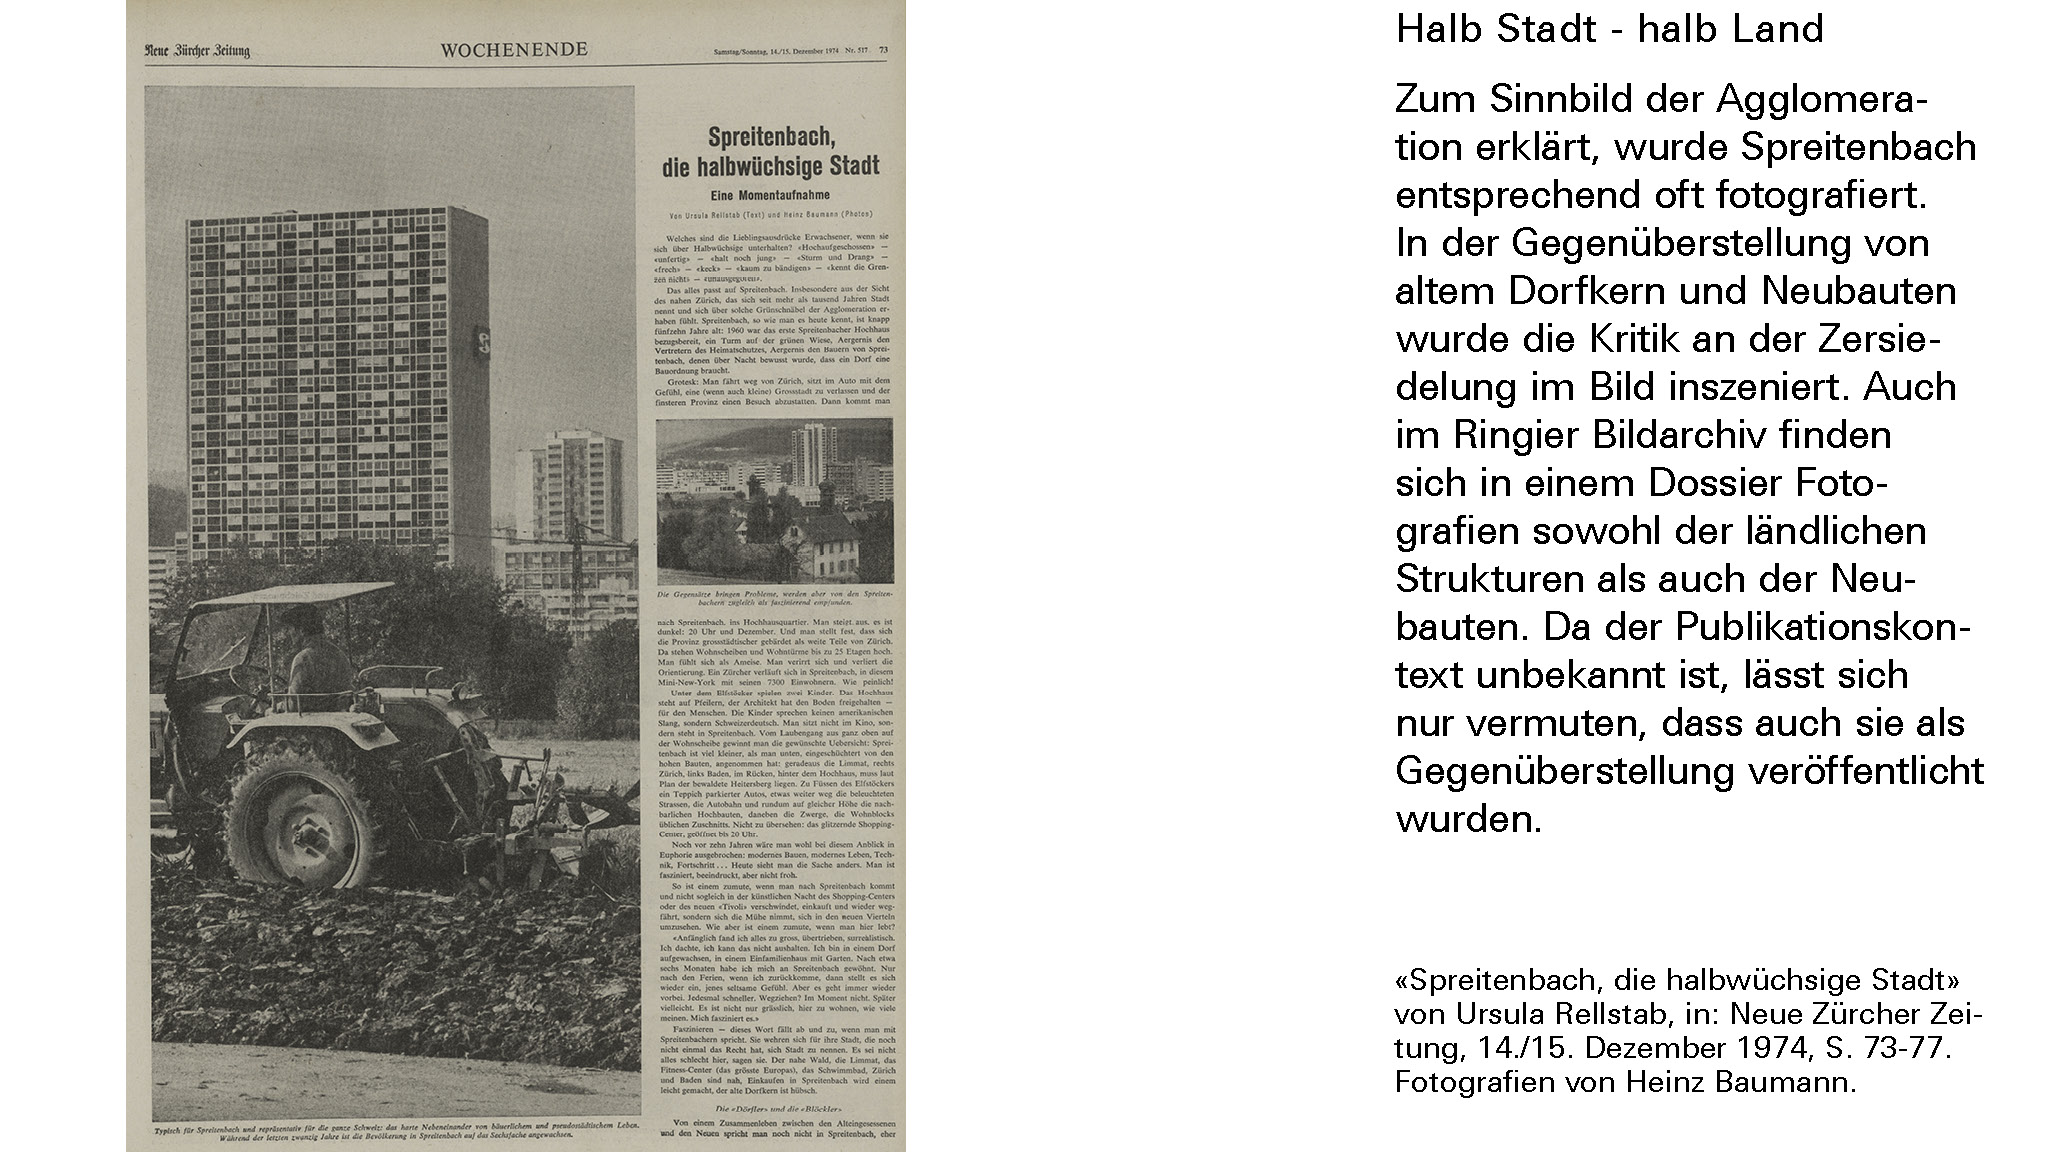 Neue Zürcher Zeitung
WOCHENENDE
Samstag/Sonntag, 14./15. Dezember 1974 Nr. 517 73
Spreitenbach,
die halbwüchsige Stadt
Eine Momentaufnahme
Von Ursula Rellstab (Text) und Heinz Baumann (Photos)
Welches sind die Lieblingsausdrücke Erwachsener, wenn sie
sich über Halbwüchsige unterhalten? «Hochaufgeschossen» —
«unfertig» — «halt noch jung» — «Sturm und Drang» —
«frech» — «keck» — «kaum zu bändigen» — «kennt die Gren-
zen nicht» — «unausgegoren».
Das alles passt auf Spreitenbach. Insbesondere aus der Sicht
des nahen Zürich, das sich seit mehr als tausend Jahren Stadt
nennt und sich über solche Grünschnäbel der Agglomeration er-
haben fühlt. Spreitenbach, so wie man es heute kennt, ist knapp
fünfzehn Jahre alt: 1960 war das erste Spreitenbacher Hochhaus
bezugsbereit, ein Turm auf der grünen Wiese, Aergernis den
Vertretern des Heimatschutzes, Aergernis den Bauern von Sprei-
tenbach, denen über Nacht bewusst wurde, dass ein Dorf eine
Bauordnung braucht.
Grotesk: Man fährt weg von Zürich, sitzt im Auto mit dem
Gefühl, eine (wenn auch kleine) Grossstadt zu verlassen und der
finsteren Provinz einen Besuch abzustatten. Dann kommt man
Die Gegensätze bringen Probleme, werden aber von den Spreiten-
bachern zugleich als faszinierend empfunden.
nach Spreitenbach, ins Hochhausquartier. Man steigt aus, es ist
dunkel: 20 Uhr und Dezember. Und man stellt fest, dass sich
die Provinz grossstädtischer gebärdet als weite Teile von Zürich.
Da stehen Wohnscheiben und Wohntürme bis zu 25 Etagen hoch.
Man fühlt sich als Ameise. Man verirrt sich und verliert die
Orientierung. Ein Zürcher verläuft sich in Spreitenbach, in diesem
Mini-New-York mit seinen 7300 Einwohnern. Wie peinlich!
Unter dem Elfstöcker spielen zwei Kinder. Das Hochhaus
steht auf Pfeilern, der Architekt hat den Boden freigehalten —
für den Menschen. Die Kinder sprechen keinen amerikanischen
Slang, sondern Schweizerdeutsch. Man sitzt nicht im Kino, son-
dern steht in Spreitenbach. Vom Laubengang aus ganz oben auf
der Wohnscheibe gewinnt man die gewünschte Uebersicht: Sprei-
tenbach ist viel kleiner, als man unten, eingeschüchtert von den
hohen Bauten, angenommen hat: geradeaus die Limmat, rechts
Zürich, links Baden, im Rücken, hinter dem Hochhaus, muss laut
Plan der bewaldete Heitersberg liegen. Zu Füssen des Elfstöckers
ein Teppich parkierter Autos, etwas weiter weg die beleuchteten
Strassen, die Autobahn und rundum auf gleicher Höhe die nach-
barlichen Hochbauten, daneben die Zwerge, die Wohnblocks
üblichen Zuschnitts. Nicht zu übersehen: das glitzernde Shopping-
Center, geöffnet bis 20 Uhr.
Noch vor zehn Jahren wäre man wohl bei diesem Anblick in
Euphorie ausgebrochen: modernes Bauen, modernes Leben, Tech-
nik, Fortschritt . . . Heute sieht man die Sache anders. Man ist
fasziniert, beeindruckt, aber nicht froh.
So ist einem zumute, wenn man nach Spreitenbach kommt
und nicht sogleich in der künstlichen Nacht des Shopping-Centers
oder des neuen «Tivoli» verschwindet, einkauft und wieder weg-
fährt, sondern sich die Mühe nimmt, sich in den neuen Vierteln
umzusehen. Wie aber ist einem zumute, wenn man hier lebt?
«Anfänglich fand ich alles zu gross, übertrieben, surrealistisch.
Ich dachte, ich kann das nicht aushalten. Ich bin in einem Dorf
aufgewachsen, in einem Einfamilienhaus mit Garten. Nach etwa
sechs Monaten habe ich mich an Spreitenbach gewöhnt. Nur
nach den Ferien, wenn ich zurückkomme, dann stellt es sich
wieder ein, jenes seltsame Gefühl. Aber es geht immer wieder
vorbei. Jedesmal schneller. Wegziehen? Im Moment nicht. Später
vielleicht. Es ist nicht nur grässlich, hier zu wohnen, wie viele
meinen. Mich fasziniert es.»
Faszinieren — dieses Wort fällt ab und zu, wenn man mit
Spreitenbachern spricht. Sie wehren sich für ihre Stadt, die noch
nicht einmal das Recht hat, sich Stadt zu nennen. Es sei nicht
alles schlecht hier, sagen sie. Der nahe Wald, die Limmat, das
Fitness-Center (das grösste Europas), das Schwimmbad, Zürich
und Baden sind nah, Einkaufen in Spreitenbach wird einem
leicht gemacht, der alte Dorfkern ist hübsch.
Die «Dörfler» und die «Blöckler»
Von einem Zusammenleben zwischen den Alteingesessenen
und den Neuen spricht man noch nicht in Spreitenbach, eher
Typisch für Spreitenbach und repräsentativ für die ganze Schweiz: das harte Nebeneinander von bäuerlichem und pseudostädtischem Leben.
Während der letzten zwanzig Jahre ist die Bevölkerung in Spreitenbach auf das Sechsfache angewachsen.
Halb Stadt - halb Land
Zum Sinnbild der Agglomera-
tion erklärt, wurde Spreitenbach
entsprechend oft fotografiert.
In der Gegenüberstellung von
altem Dorfkern und Neubauten
wurde die Kritik an der Zersie-
delung im Bild inszeniert. Auch
im Ringier Bildarchiv finden
sich in einem Dossier Foto-
grafien sowohl der ländlichen
Strukturen als auch der Neu-
bauten. Da der Publikationskon-
text unbekannt ist, lässt sich
nur vermuten, dass auch sie als
Gegenüberstellung veröffentlicht
wurden.
«Spreitenbach, die halbwüchsige Stadt»
von Ursula Rellstab, in: Neue Zürcher Zei-
tung, 14./15. Dezember 1974, S. 73-77.
Fotografien von Heinz Baumann.